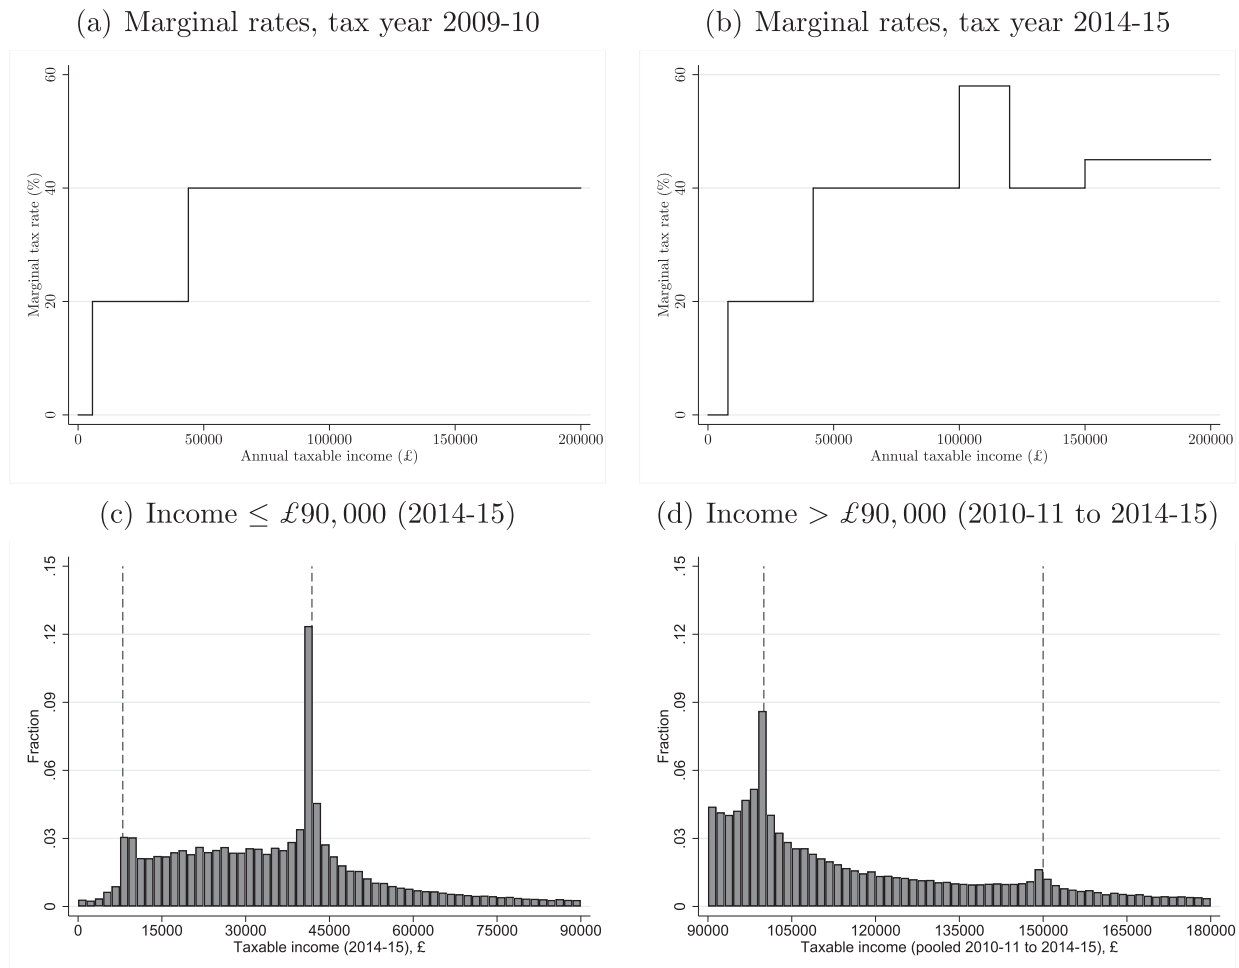 (a) Marginal rates, tax year 2009-10
(b) Marginal rates, tax year 2014-15
Marginal tax rate (%)
60
40
20
0
0 50000 100000 150000 200000
Annual taxable income (£)
Marginal tax rate (%)
60
40
20
0
0 50000 100000 150000 200000
Annual taxable income (£)
(c) Income ≤ £90,000 (2014-15)
(d) Income > £90,000 (2010-11 to 2014-15)
Fraction
.15
.12
.09
.06
.03
0
0 15000 30000 45000 60000 75000 90000
Taxable income (2014-15), £
Fraction
.15
.12
.09
.06
.03
0
90000 105000 120000 135000 150000 165000 180000
Taxable income (pooled 2010-11 to 2014-15), £